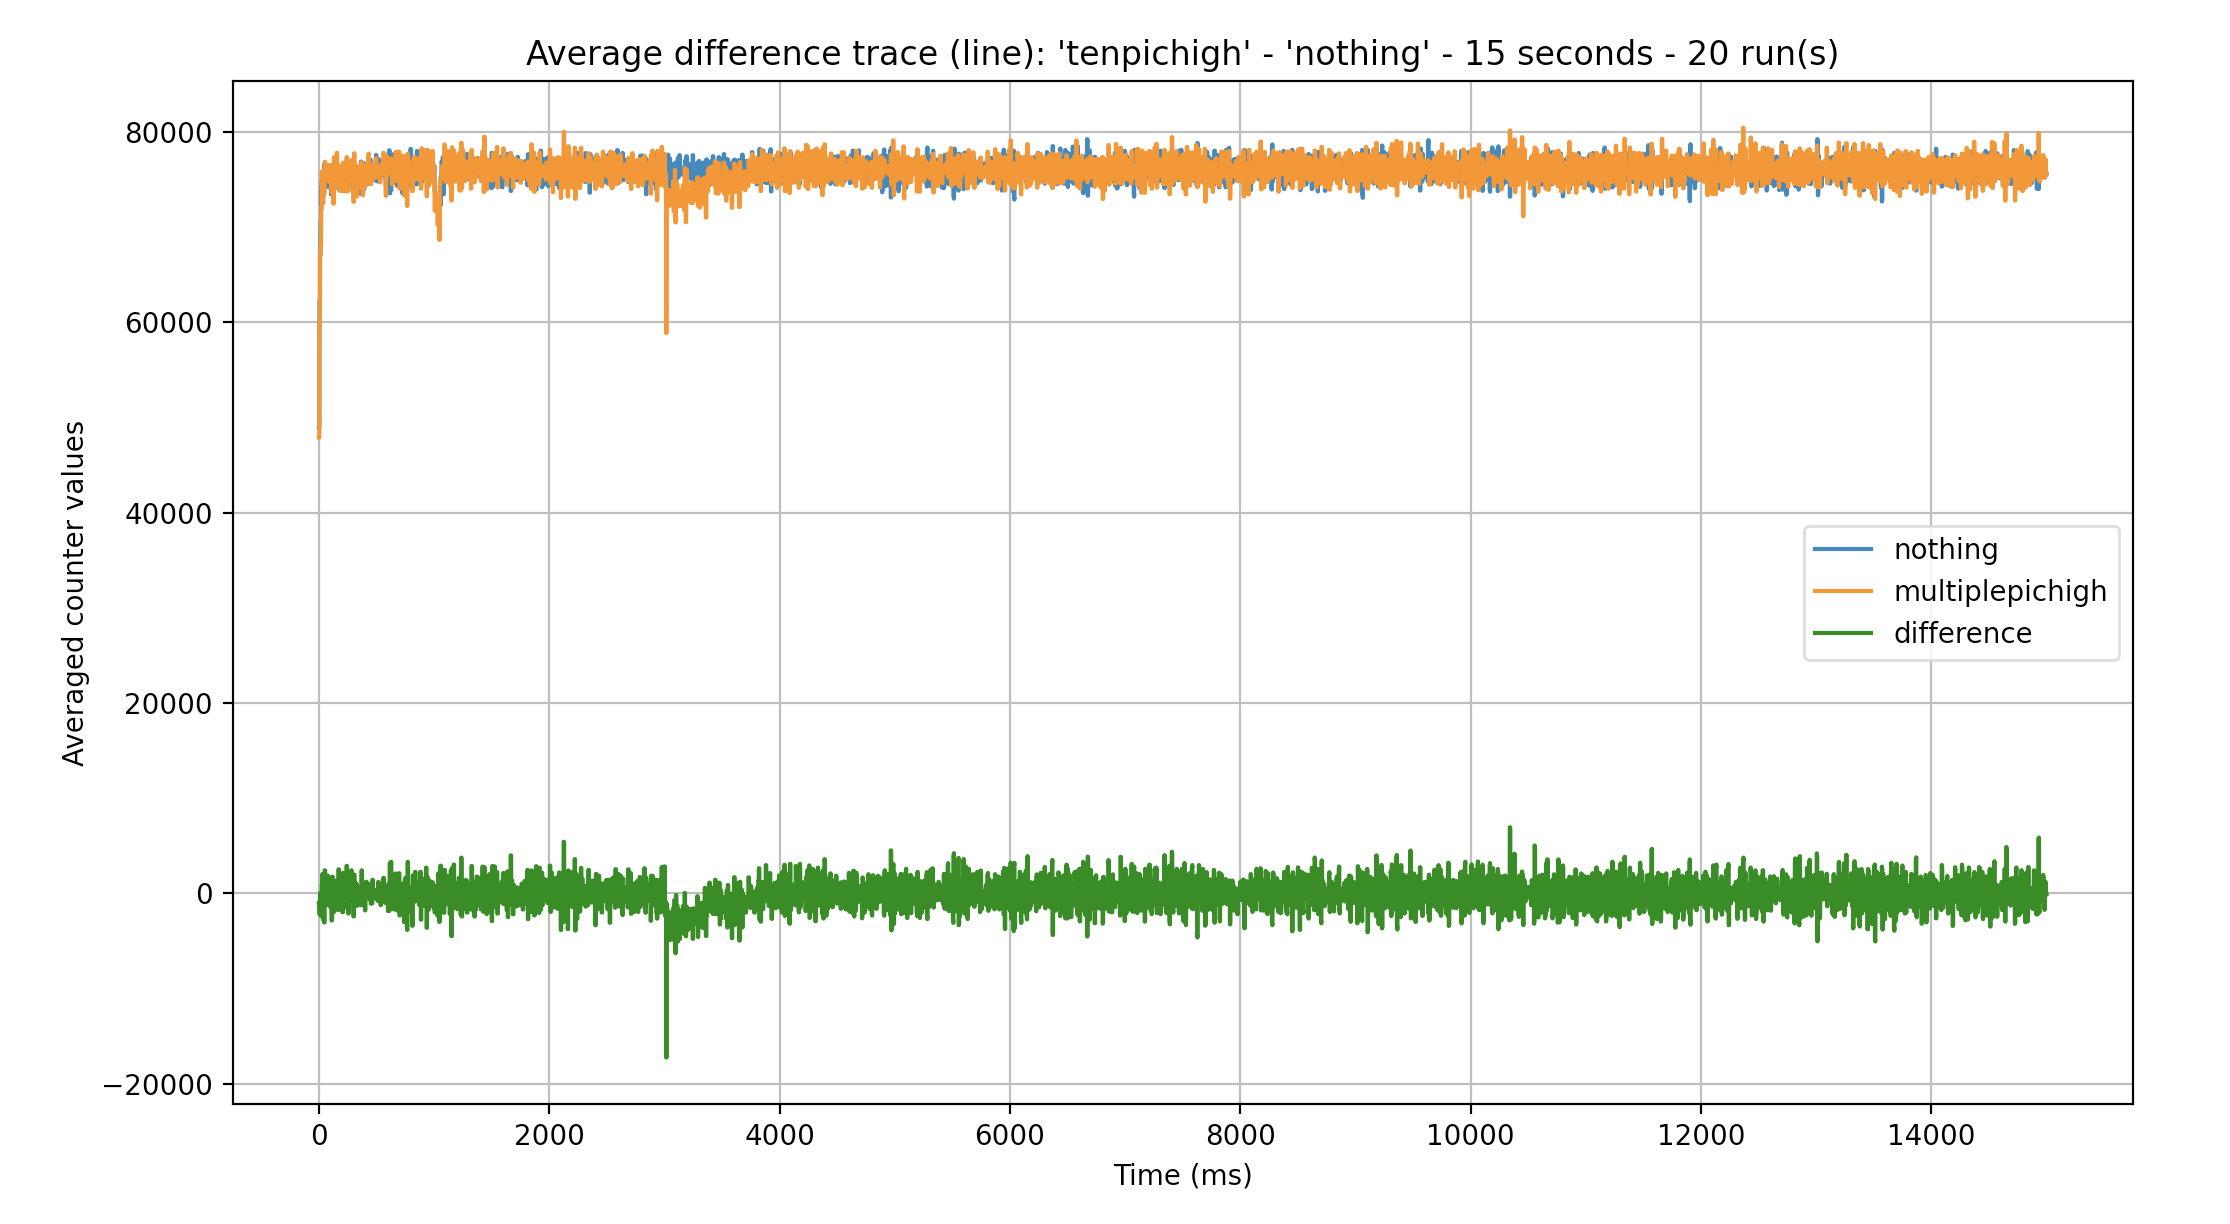 Average difference trace (line): 'tenpichigh' - 'nothing' - 15 seconds - 20 run(s)
Averaged counter values
80000
60000
40000
20000
0
−20000
nothing
multiplepichigh
difference
0 2000 4000 6000 8000 10000 12000 14000
Time (ms)